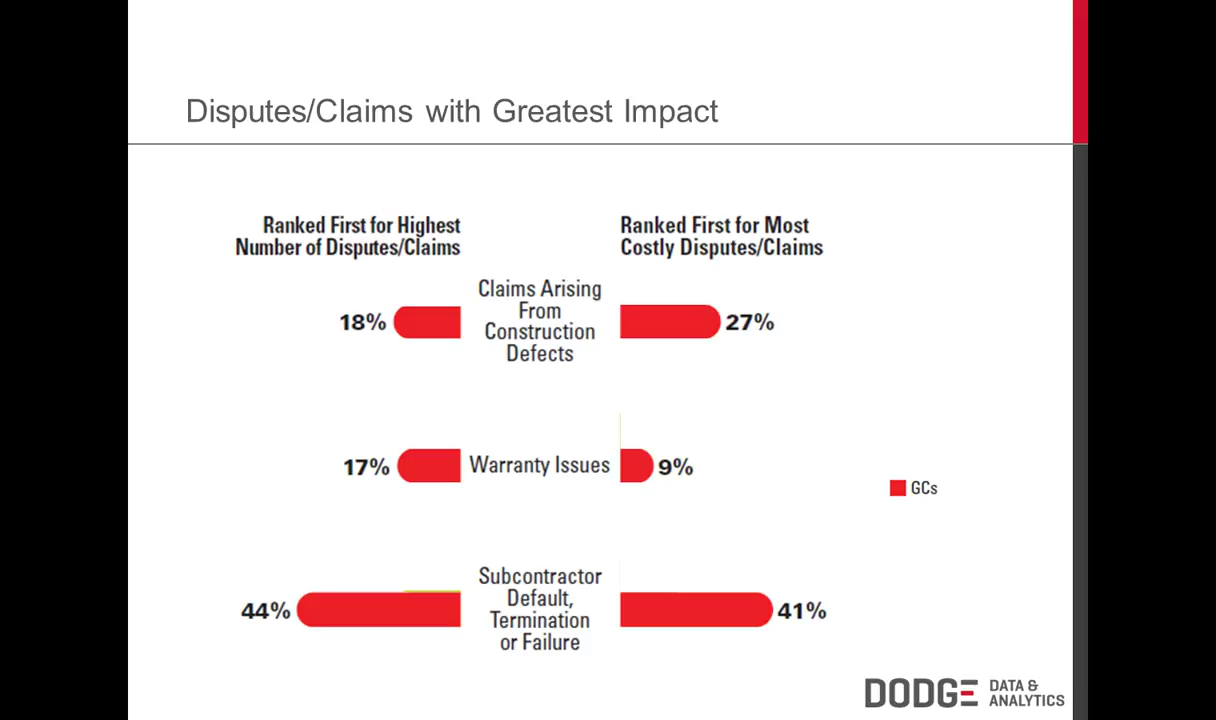 Disputes/Claims with Greatest Impact
Ranked First for Highest
Number of Disputes/Claims
Ranked First for Most
Costly Disputes/Claims
Claims Arising
From
Construction
Defects
18%
27%
17%
Warranty Issues
9%
GCs
Subcontractor
Default,
Termination
or Failure
44%
41%
DODGE
DATA &
ANALYTICS